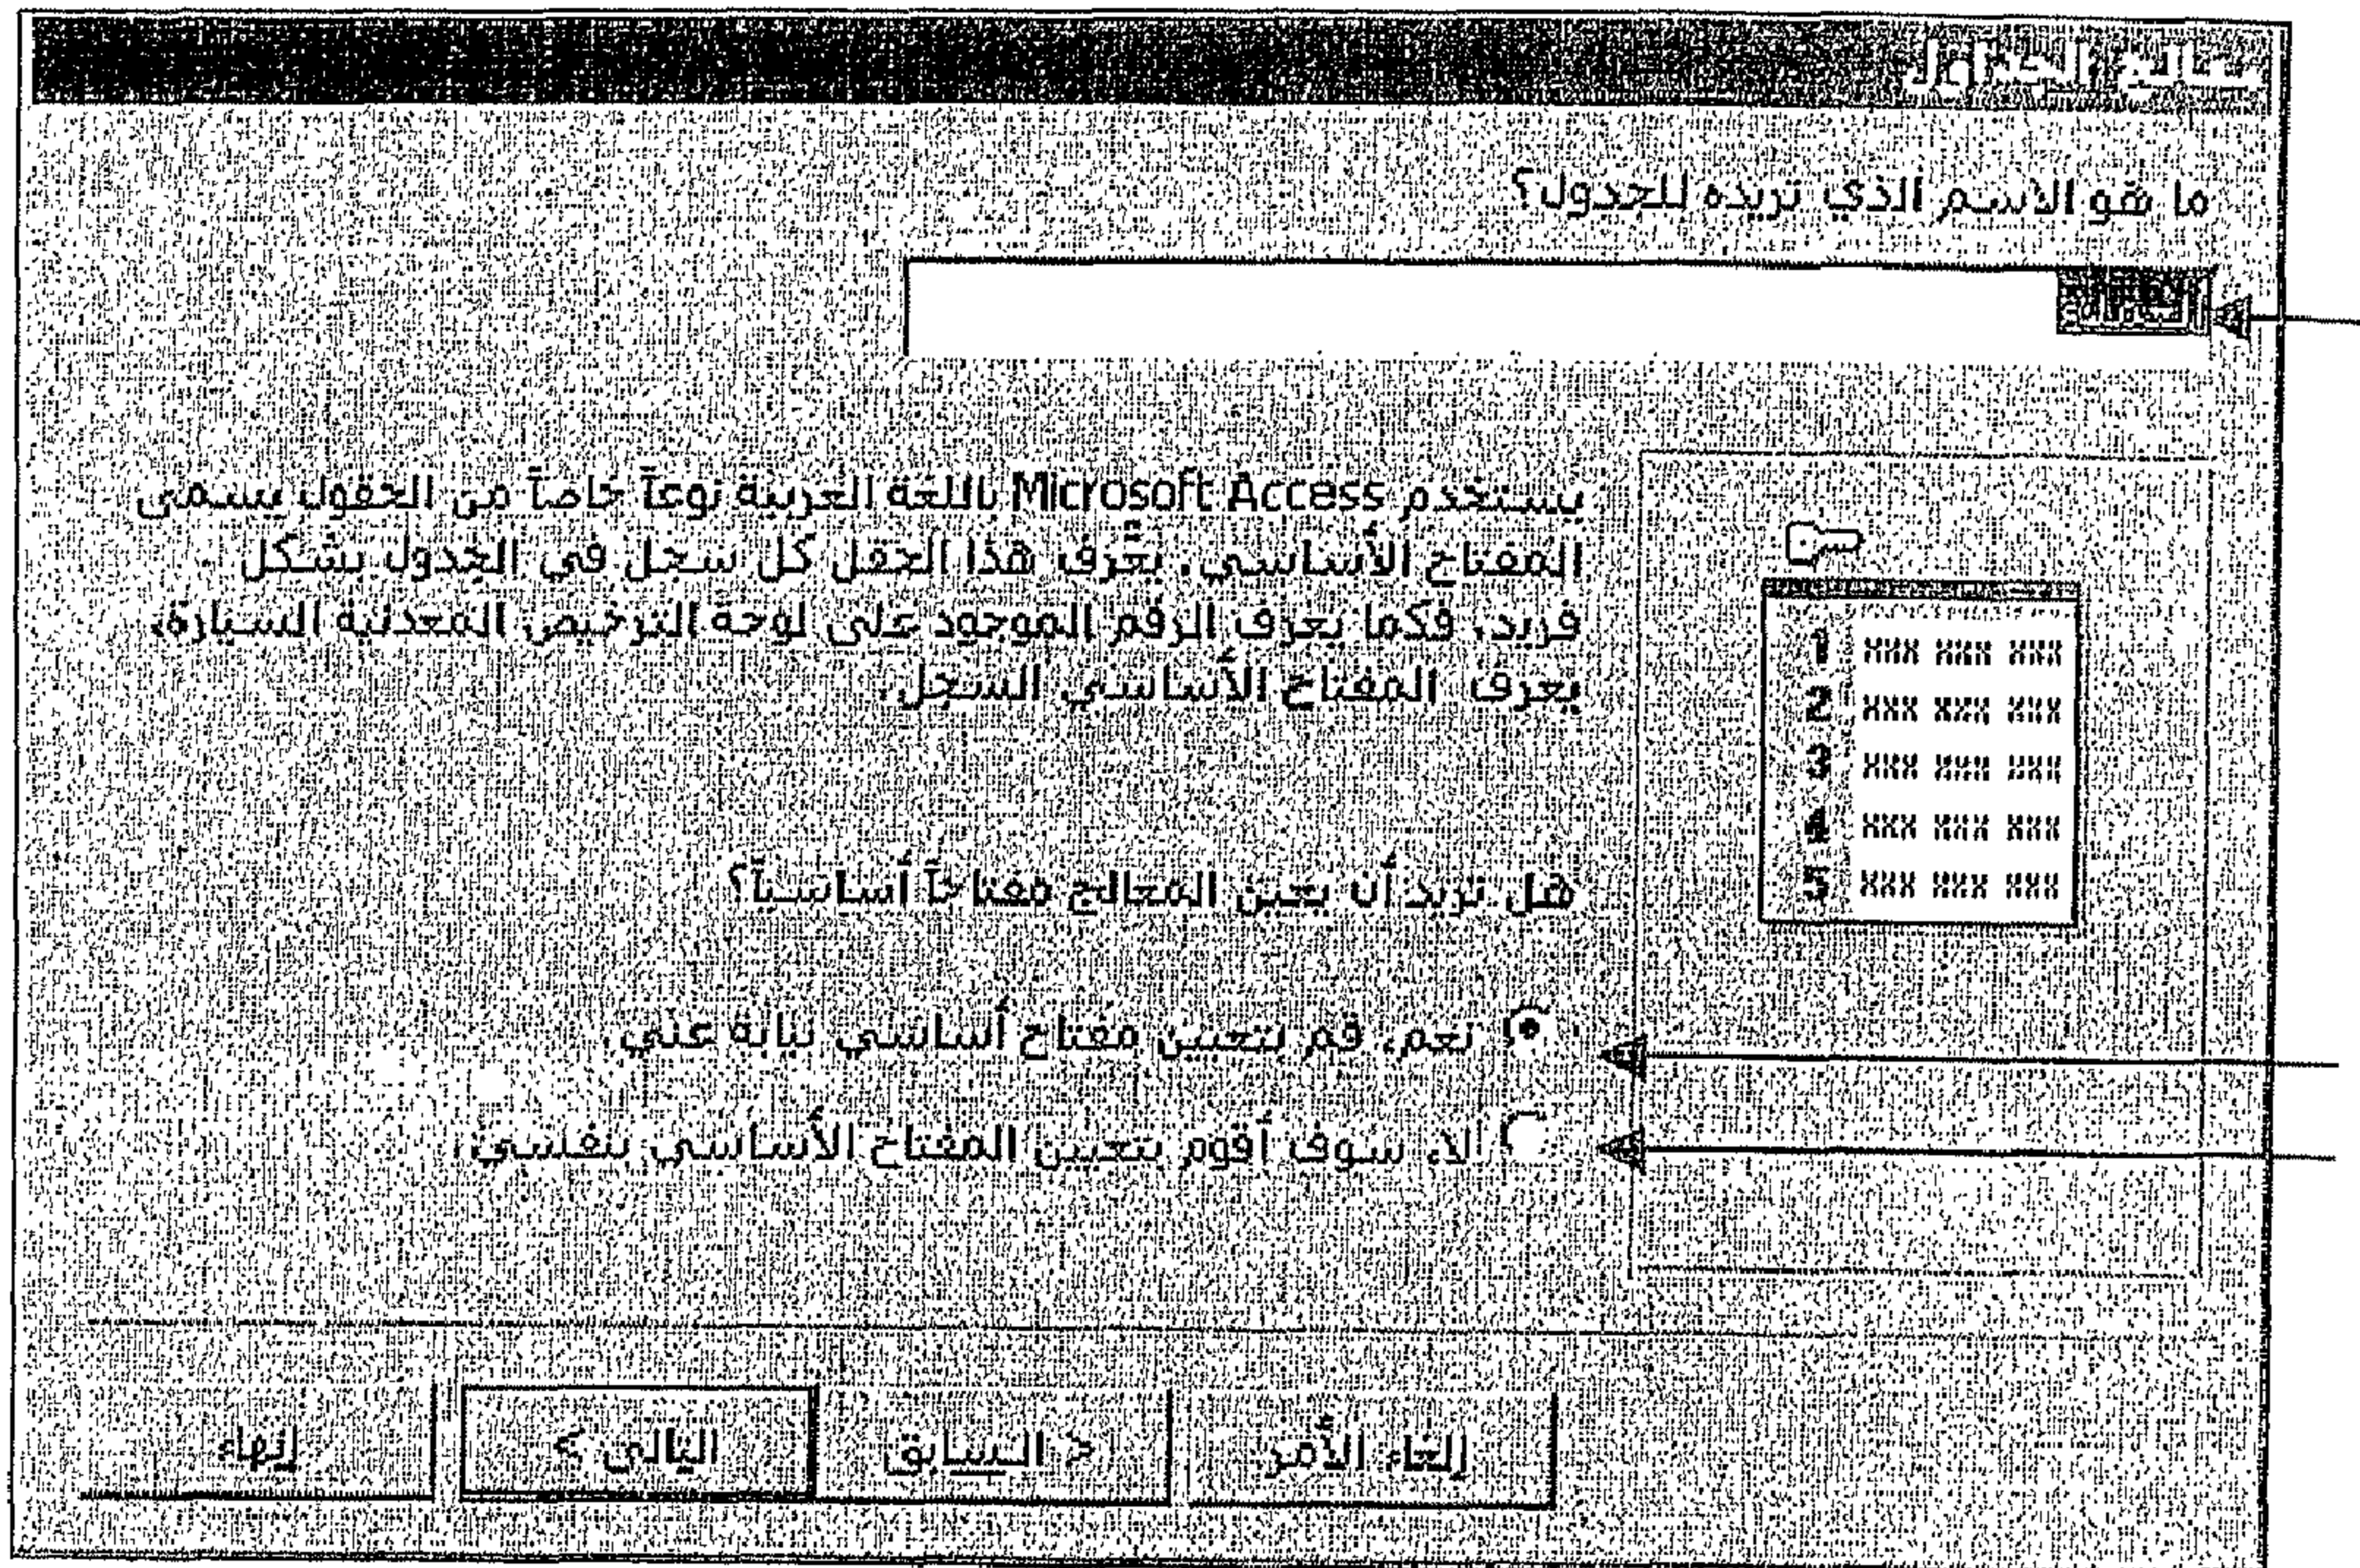 معالج الجداول
ما هو الاسم الذي تريده للجدول؟
يستخدم Microsoft Access باللغة العربية نوعاً خاصاً من الحقول يسمى
المفتاح الأساسي. يعّرف هذا الحقل كل سجل في الجدول بشكل
فريد. فكما يعرف الرقم الموجود على لوحة الترخيص المعدنية السيارة،
يعرف المفتاح الأساسي السجل.
1 XXX XXX XXX
2 XXX XXX XXX
3 XXX XXX XXX
4 XXX XXX XXX
5 XXX XXX XXX
هل تريد أن يعين المعالج مفتاحاً أساسياً؟
نعم، قم بتعيين مفتاح أساسي نيابة عني.
لا، سوف أقوم بتعيين المفتاح الأساسي بنفسي.
إلغاء الأمر
< السابق
التالي >
إنهاء